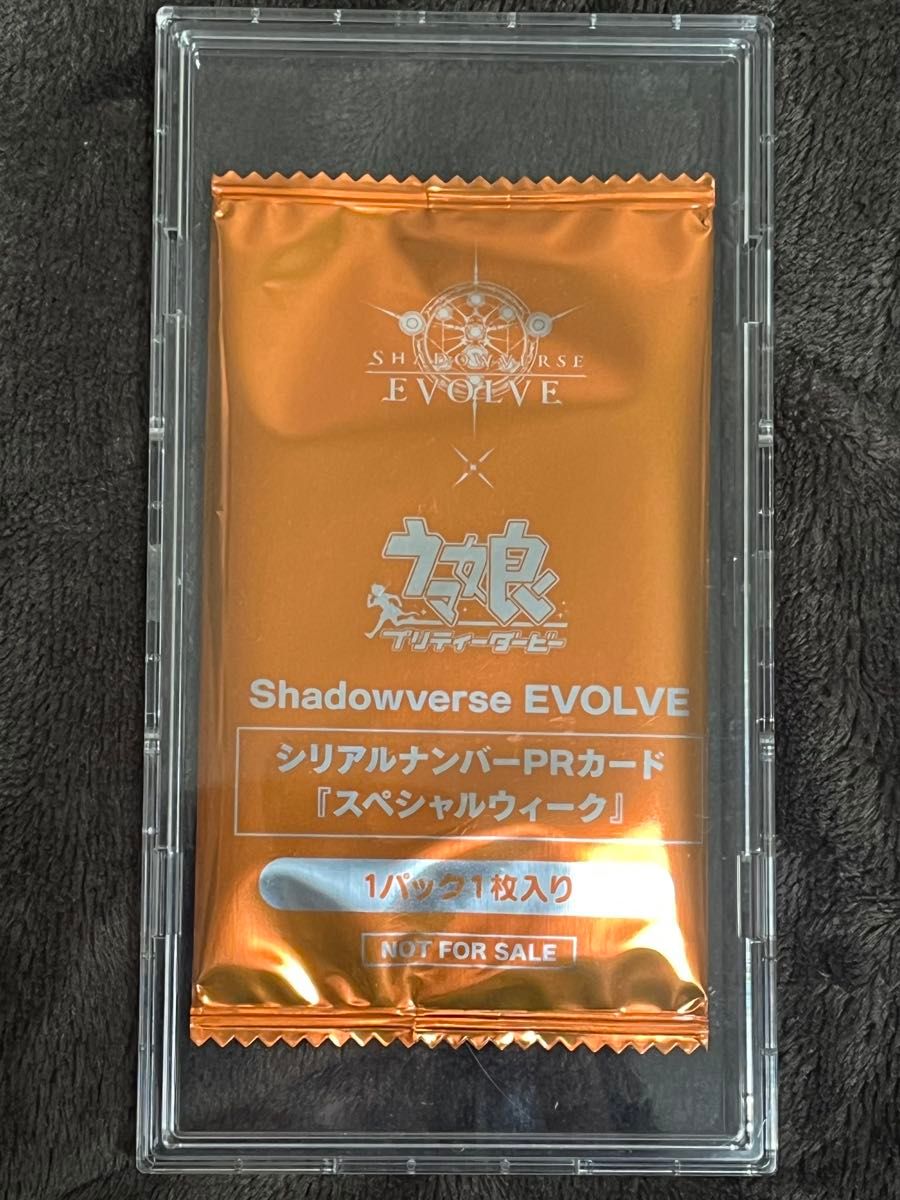 SHADOWVERSE
EVOLVE
ウマ娘
プリティーダービー
Shadowverse EVOLVE
シリアルナンバーPRカード
『スペシャルウィーク』
1パック1枚入り
NOT FOR SALE